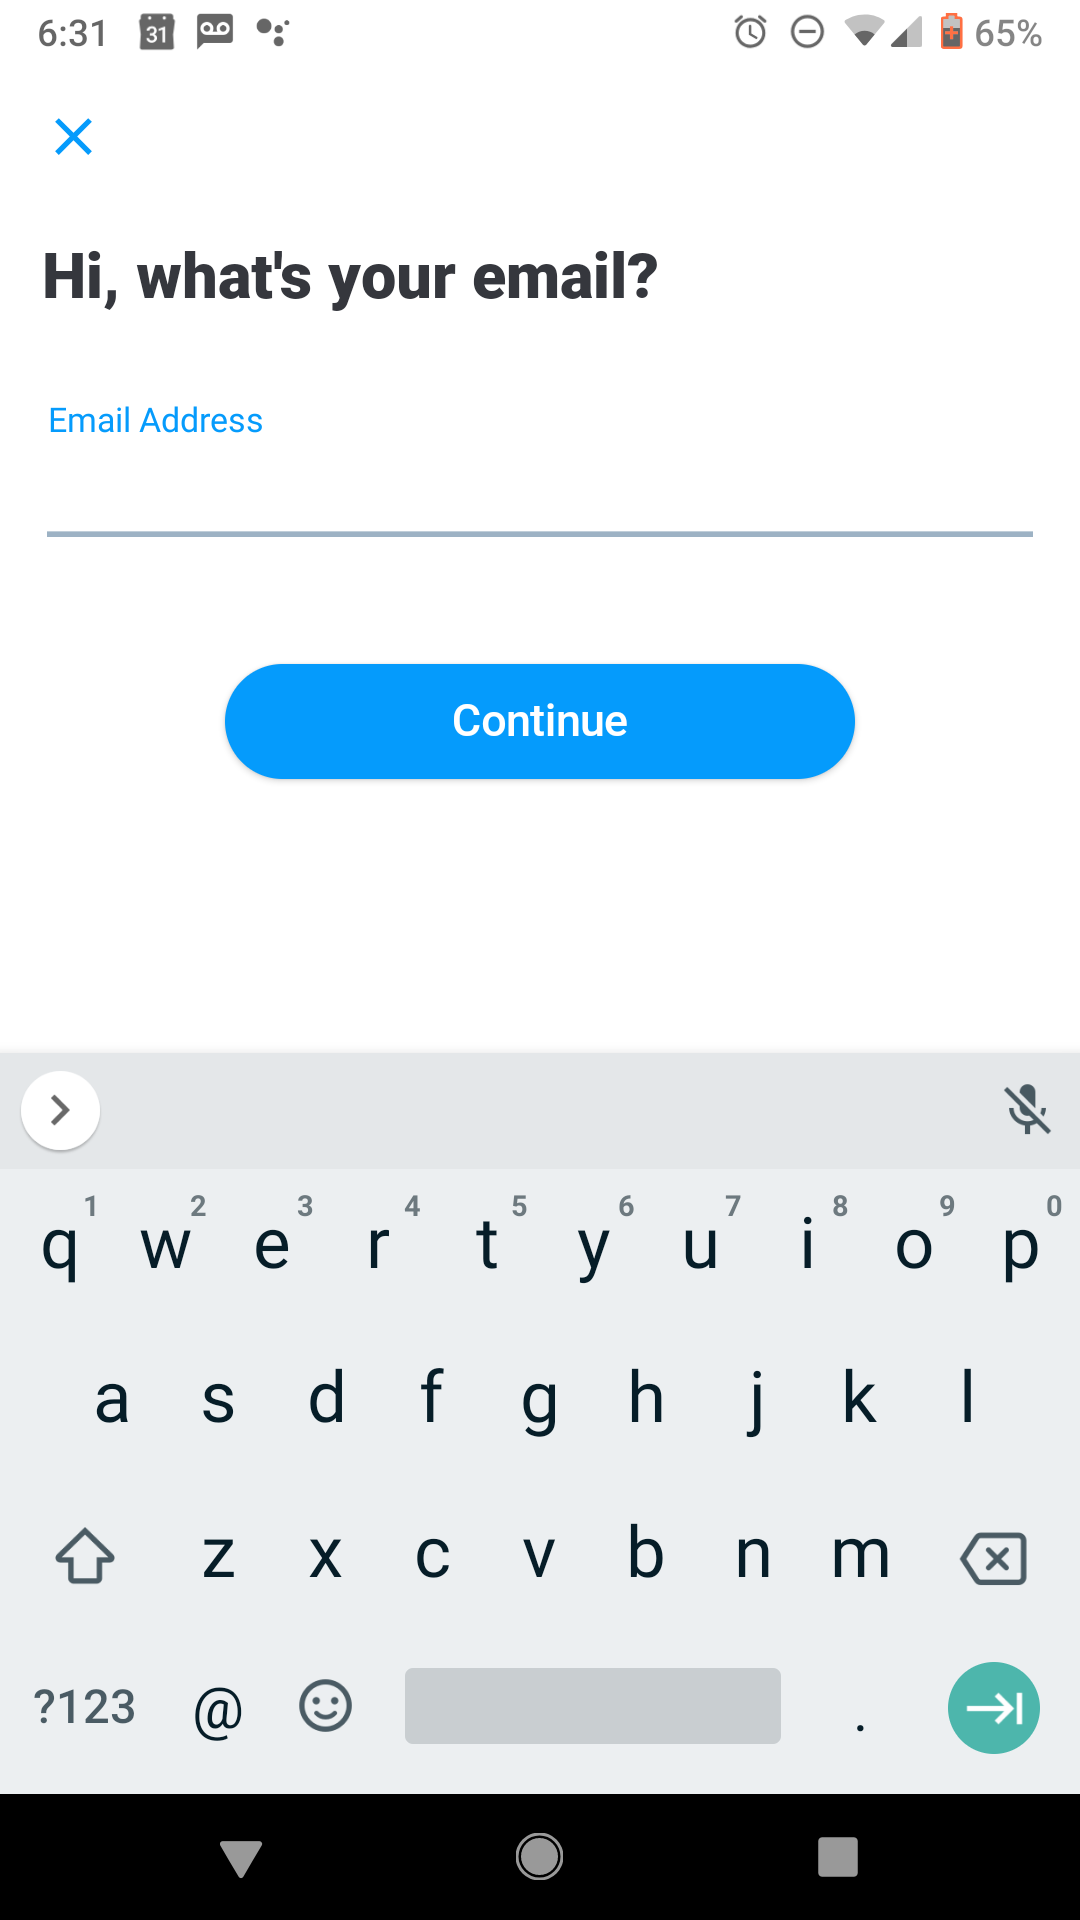 6:31 31 65%
Hi, what's your email?
Email Address
Continue
1 2 3 4 5 6 7 8 9 0
q w e r t y u i o p
a s d f g h j k l
z x c v b n m
?123 @ .